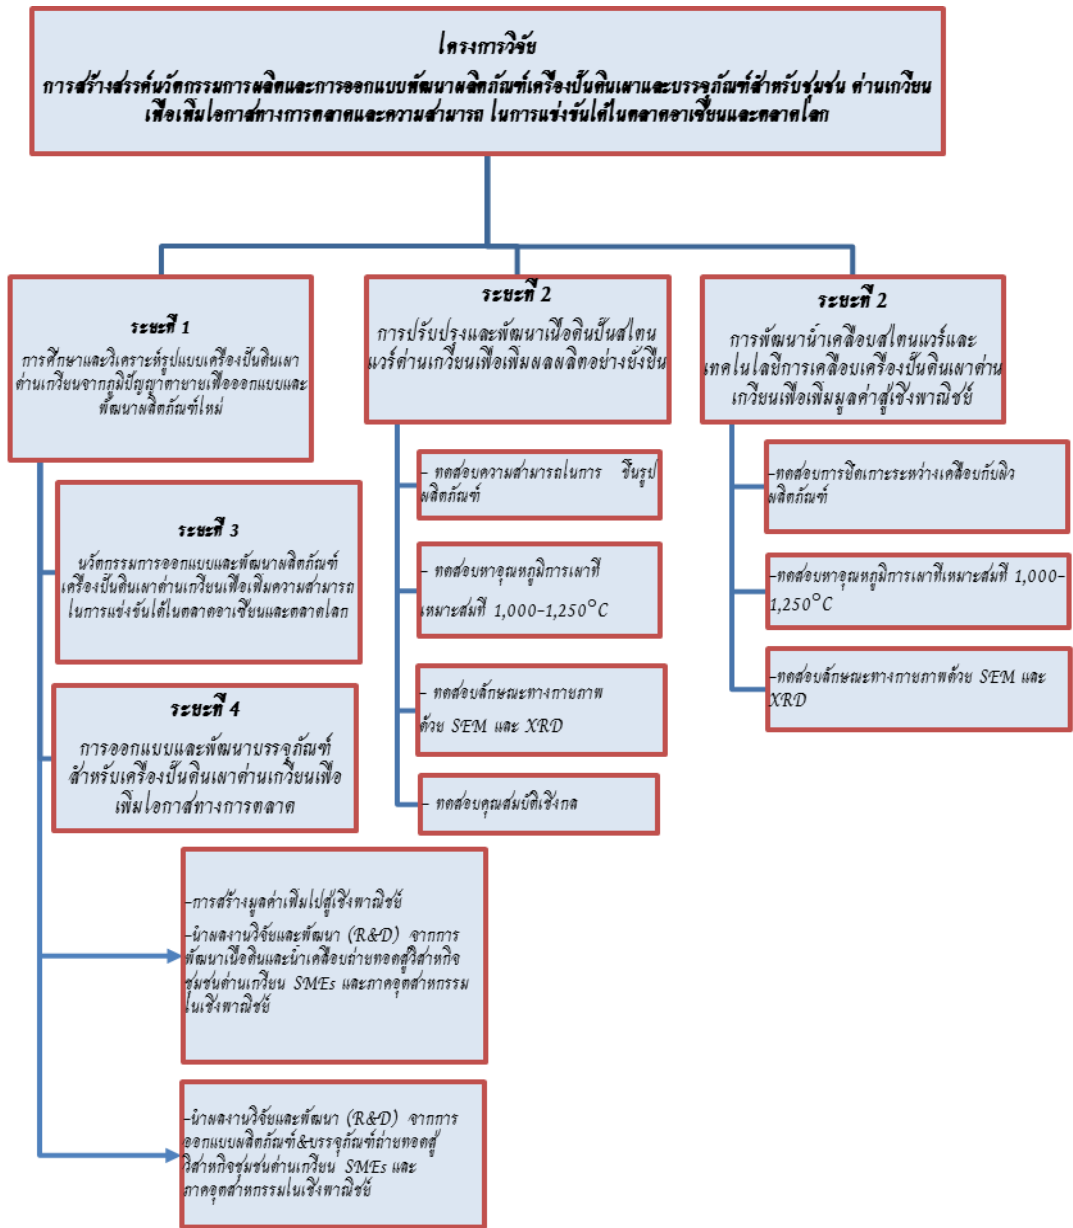 โครงการวิจัย
การสร้างสรรค์นวัตกรรมการผลิตและการออกแบบพัฒนาผลิตภัณฑ์เครื่องปั้นดินเผาและบรรจุภัณฑ์สำหรับชุมชน ด่านเกวียน
เพื่อเพิ่มโอกาสทางการตลาดและความสามารถ ในการแข่งขันได้ในตลาดอาเซียนและตลาดโลก
ระยะที่ 1
การศึกษาและวิเคราะห์รูปแบบเครื่องปั้นดินเผา
ด่านเกวียนจากภูมิปัญญาตายายเพื่อออกแบบและ
พัฒนาผลิตภัณฑ์ใหม่
ระยะที่ 2
การปรับปรุงและพัฒนาเนื้อดินปั้นสโตน
แวร์ด่านเกวียนเพื่อเพิ่มผลผลิตอย่างยั่งยืน
ระยะที่ 2
การพัฒนาน้ำเคลือบสโตนแวร์และ
เทคโนโลยีการเคลือบเครื่องปั้นดินเผาด่าน
เกวียนเพื่อเพิ่มมูลค่าสู่เชิงพาณิชย์
ระยะที่ 3
นวัตกรรมการออกแบบและพัฒนาผลิตภัณฑ์
เครื่องปั้นดินเผาด่านเกวียนเพื่อเพิ่มความสามารถ
ในการแข่งขันได้ในตลาดอาเซียนและตลาดโลก
ระยะที่ 4
การออกแบบและพัฒนาบรรจุภัณฑ์
สำหรับเครื่องปั้นดินเผาด่านเกวียนเพื่อ
เพิ่มโอกาสทางการตลาด
- ทดสอบความสามารถในการ ขึ้นรูป
ผลิตภัณฑ์
- ทดสอบหาอุณหภูมิการเผาที่
เหมาะสมที่ 1,000-1,250°C
- ทดสอบลักษณะทางกายภาพ
ด้วย SEM และ XRD
- ทดสอบคุณสมบัติเชิงกล
-ทดสอบการยึดเกาะระหว่างเคลือบกับผิว
ผลิตภัณฑ์
-ทดสอบหาอุณหภูมิการเผาที่เหมาะสมที่ 1,000-
1,250°C
-ทดสอบลักษณะทางกายภาพด้วย SEM และ
XRD
-การสร้างมูลค่าเพิ่มไปสู่เชิงพาณิชย์
-นำผลงานวิจัยและพัฒนา (R&D) จากการ
พัฒนาเนื้อดินและน้ำเคลือบถ่ายทอดสู่วิสาหกิจ
ชุมชนด่านเกวียน SMEs และภาคอุตสาหกรรม
ในเชิงพาณิชย์
-นำผลงานวิจัยและพัฒนา (R&D) จากการ
ออกแบบผลิตภัณฑ์&บรรจุภัณฑ์ถ่ายทอดสู่
วิสาหกิจชุมชนด่านเกวียน SMEs และ
ภาคอุตสาหกรรมในเชิงพาณิชย์